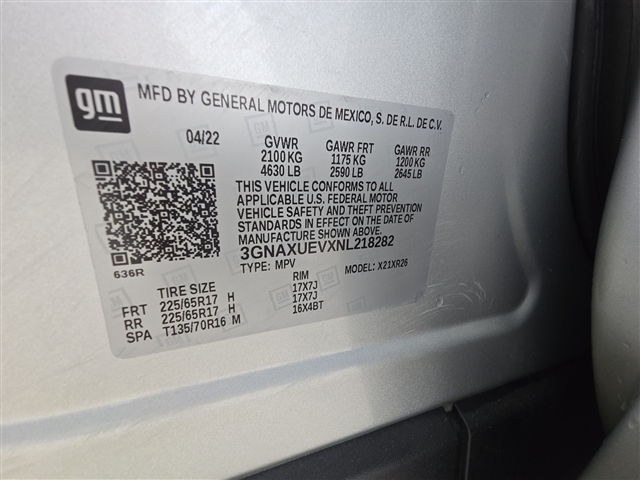 gm
MFD BY GENERAL MOTORS DE MEXICO, S. DE R.L. DE C.V.
04/22 GVWR GAWR FRT GAWR RR
2100 KG 1175 KG 1200 KG
4630 LB 2590 LB 2645 LB
THIS VEHICLE CONFORMS TO ALL
APPLICABLE U.S. FEDERAL MOTOR
VEHICLE SAFETY AND THEFT PREVENTION
STANDARDS IN EFFECT ON THE DATE OF
MANUFACTURE SHOWN ABOVE.
3GNAXUEVXNL218282
TYPE: MPV MODEL: X21XR26
636R
TIRE SIZE RIM
FRT 225/65R17 H 17X7J
RR 225/65R17 H 17X7J
SPA T135/70R16 M 16X4BT